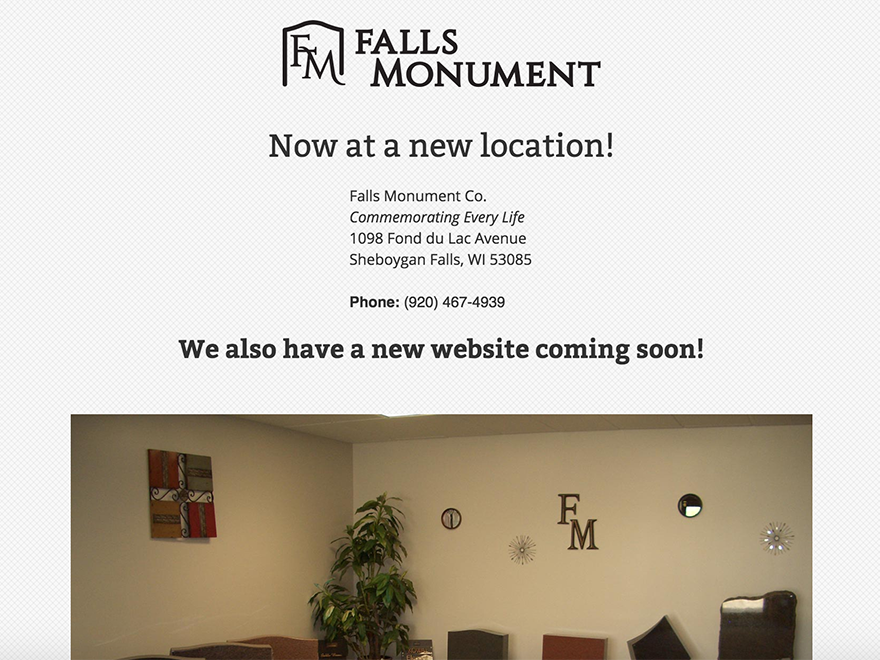 FM FALLS
MONUMENT
Now at a new location!
Falls Monument Co.
Commemorating Every Life
1098 Fond du Lac Avenue
Sheboygan Falls, WI 53085
Phone: (920) 467-4939
We also have a new website coming soon!
F
M